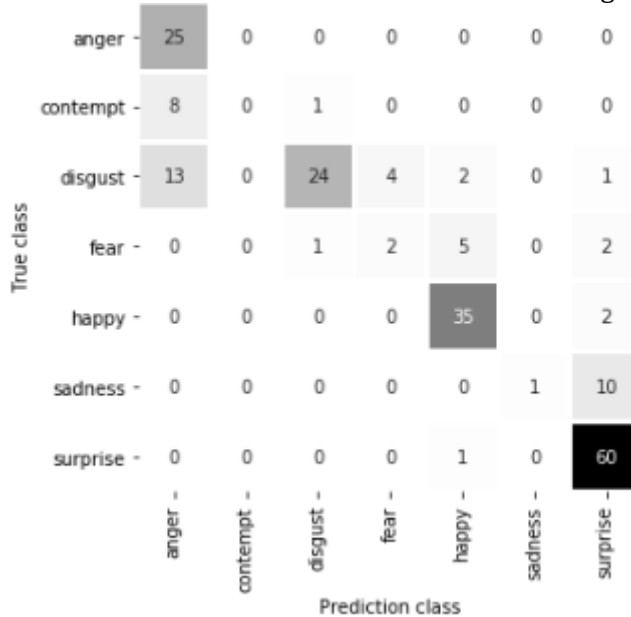 anger - 25 0 0 0 0 0 0
contempt - 8 0 1 0 0 0 0
disgust - 13 0 24 4 2 0 1
fear - 0 0 1 2 5 0 2
happy - 0 0 0 0 35 0 2
sadness - 0 0 0 0 0 1 10
surprise - 0 0 0 0 1 0 60
True class
anger -
contempt -
disgust -
fear -
happy -
sadness -
surprise -
Prediction class